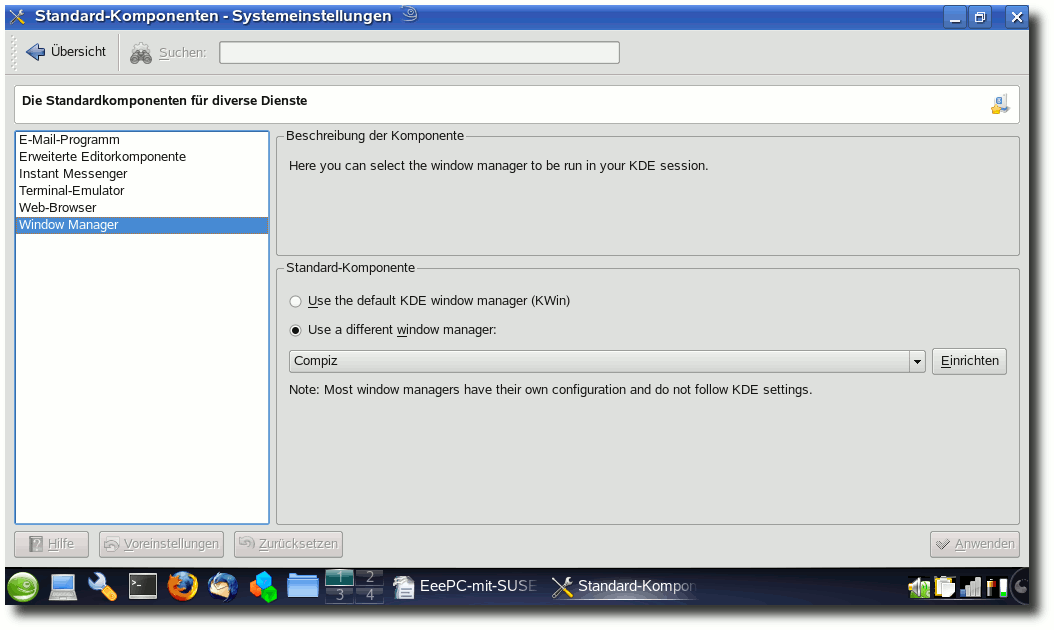 Standard-Komponenten - Systemeinstellungen
Übersicht
Suchen:
Die Standardkomponenten für diverse Dienste
E-Mail-Programm
Erweiterte Editorkomponente
Instant Messenger
Terminal-Emulator
Web-Browser
Window Manager
Beschreibung der Komponente
Here you can select the window manager to be run in your KDE session.
Standard-Komponente
Use the default KDE window manager (KWin)
Use a different window manager:
Compiz
Einrichten
Note: Most window managers have their own configuration and do not follow KDE settings.
Hilfe
Voreinstellungen
Zurücksetzen
Anwenden
1 2
3 4
EeePC-mit-SUSE
Standard-Kompon